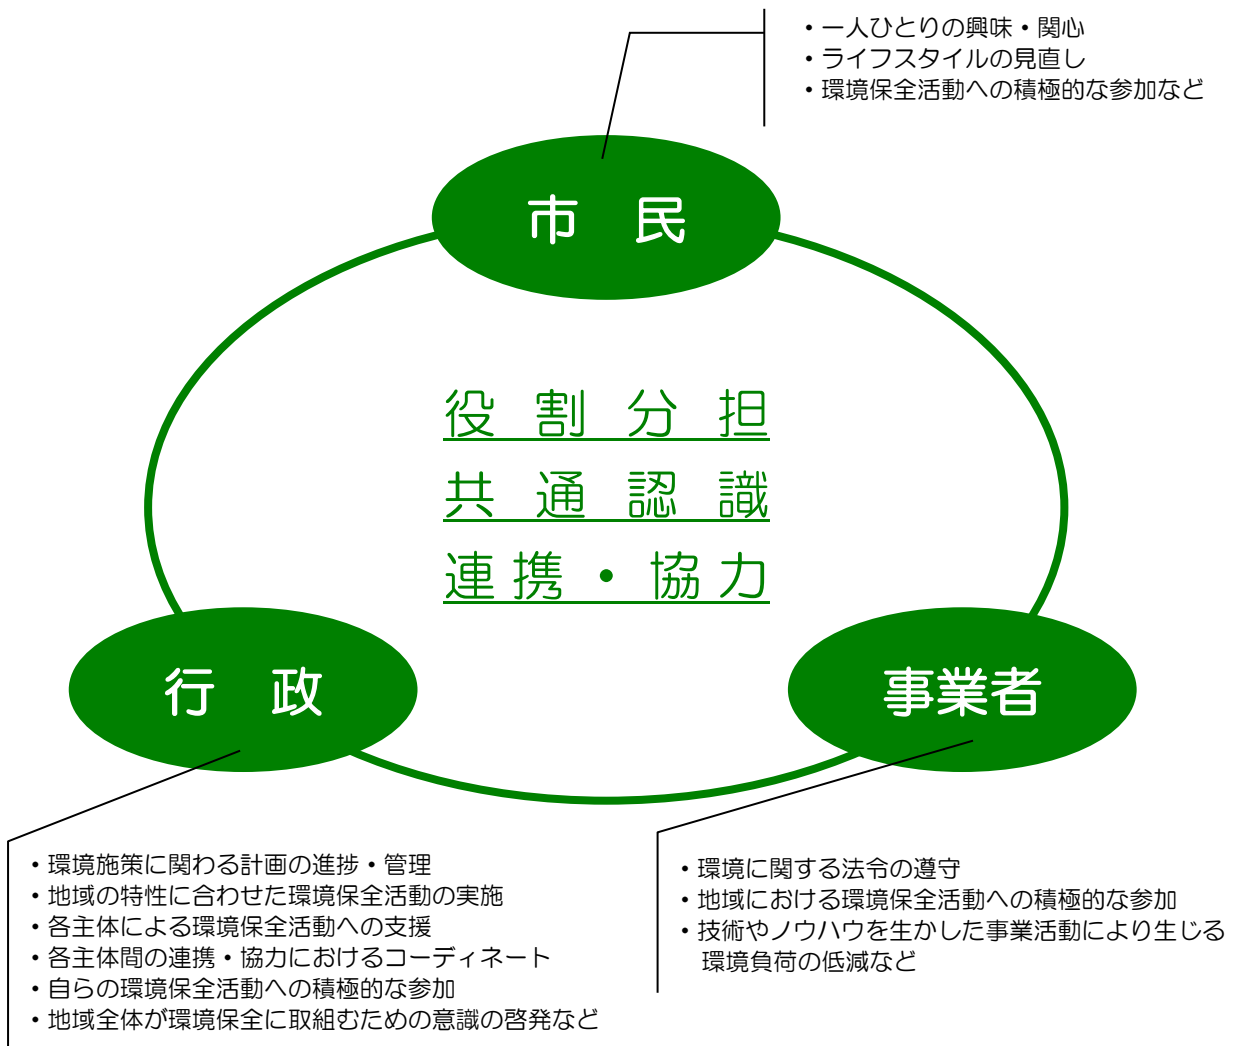 ・一人ひとりの興味・関心
・ライフスタイルの見直し
・環境保全活動への積極的な参加など
市　民
役割分担
共通認識
連携・協力
行　政
事業者
・環境施策に関わる計画の進捗・管理
・地域の特性に合わせた環境保全活動の実施
・各主体による環境保全活動への支援
・各主体間の連携・協力におけるコーディネート
・自らの環境保全活動への積極的な参加
・地域全体が環境保全に取組むための意識の啓発など
・環境に関する法令の遵守
・地域における環境保全活動への積極的な参加
・技術やノウハウを生かした事業活動により生じる
環境負荷の低減など